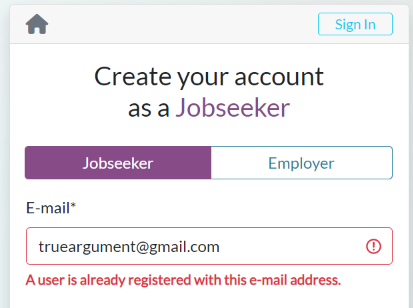 Sign In
Create your account
as a Jobseeker
Jobseeker Employer
E-mail*
trueargument@gmail.com
A user is already registered with this e-mail address.